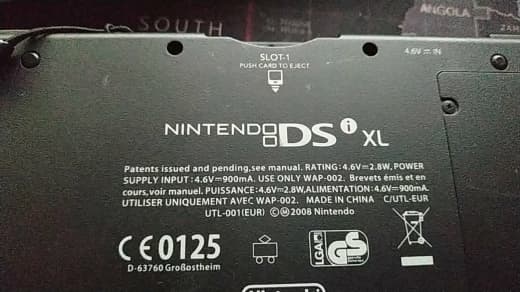 SOUTH
ANGOLA
SLOT-1
PUSH CARD TO EJECT
4.6V⎓IN
NINTENDO DSi XL
Patents issued and pending,see manual. RATING:4.6V⎓2.8W,POWER
SUPPLY INPUT:4.6V⎓900mA. USE ONLY WAP-002. Brevets émis et en
cours,voir manuel. PUISSANCE:4.6V⎓2.8W,ALIMENTATION:4.6V⎓900mA.
UTILISER UNIQUEMENT AVEC WAP-002. MADE IN CHINA C/UTL-EUR
UTL-001(EUR) ©Ⓜ2008 Nintendo
CE0125
D-63760 Großostheim
LGA
GS
Nintendo